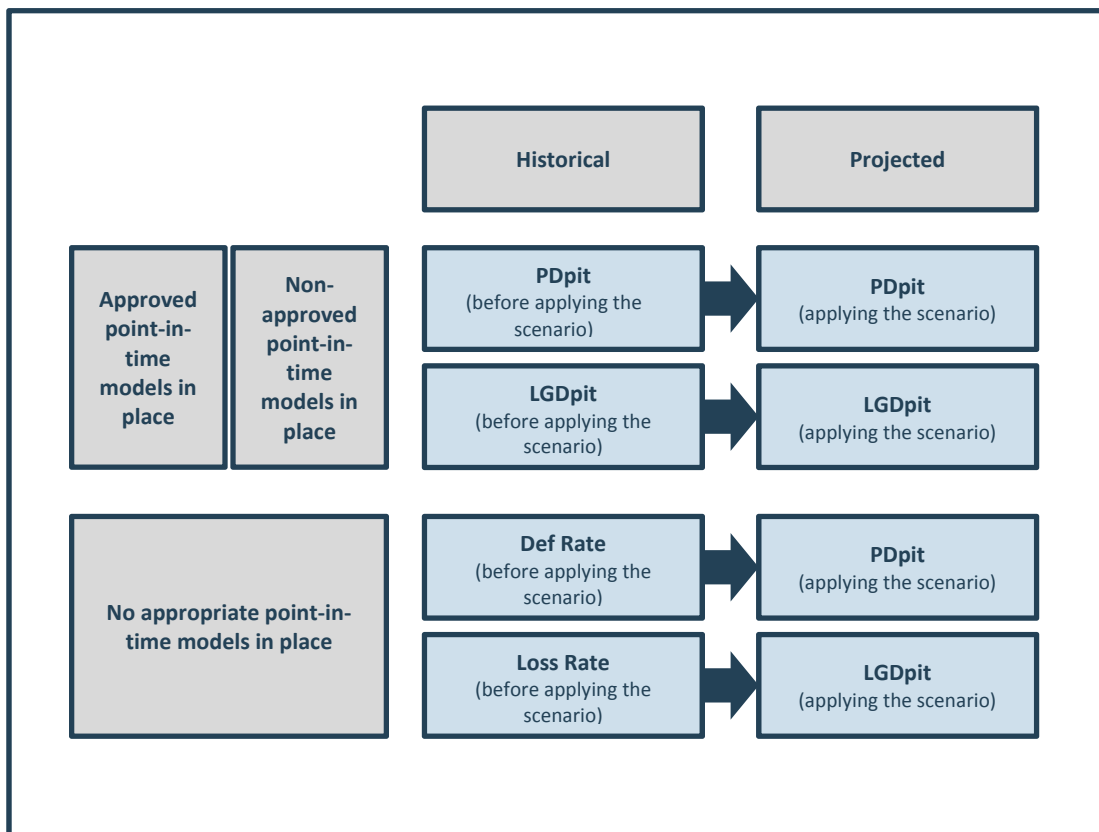 Historical
Projected
Approved
point-in-
time
models in
place
Non-
approved
point-in-
time
models in
place
PDpit
(before applying the
scenario)
PDpit
(applying the scenario)
LGDpit
(before applying the
scenario)
LGDpit
(applying the scenario)
No appropriate point-in-
time models in place
Def Rate
(before applying the
scenario)
PDpit
(applying the scenario)
Loss Rate
(before applying the
scenario)
LGDpit
(applying the scenario)